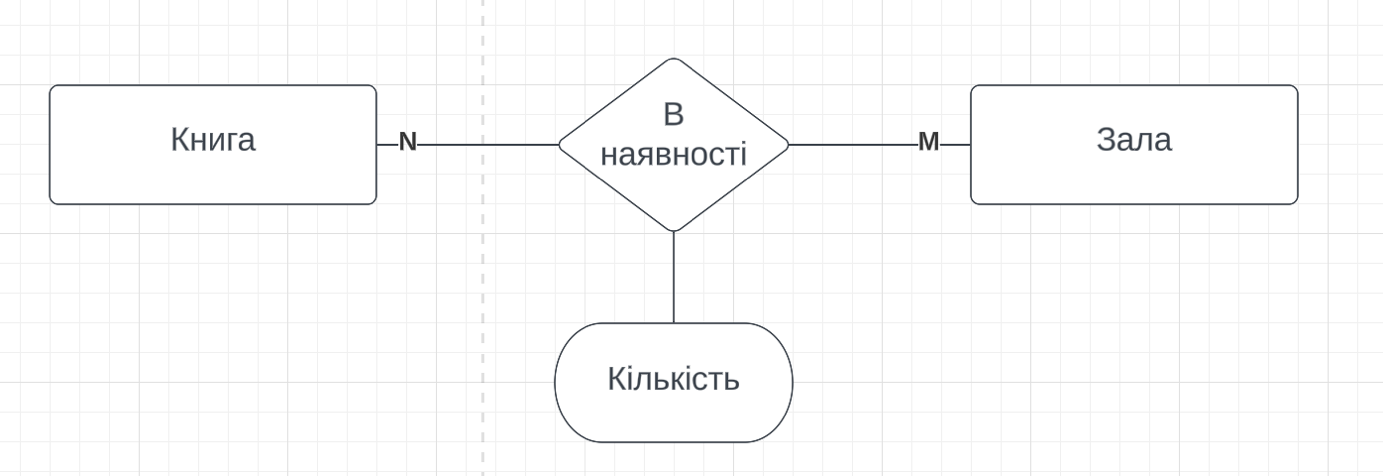 Книга
N
В
наявності
M
Зала
Кількість